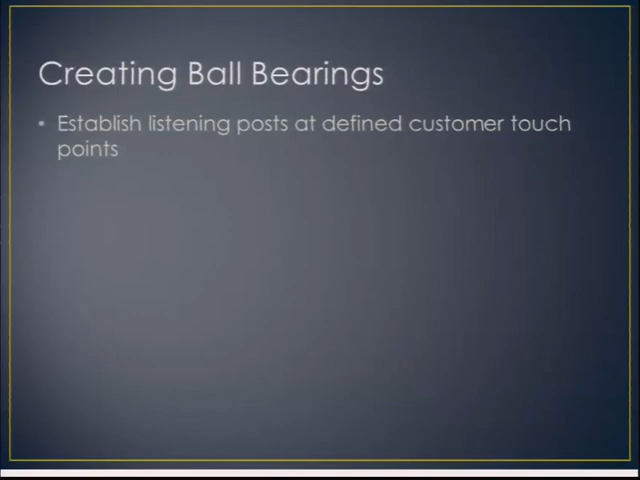 Creating Ball Bearings
• Establish listening posts at defined customer touch
points